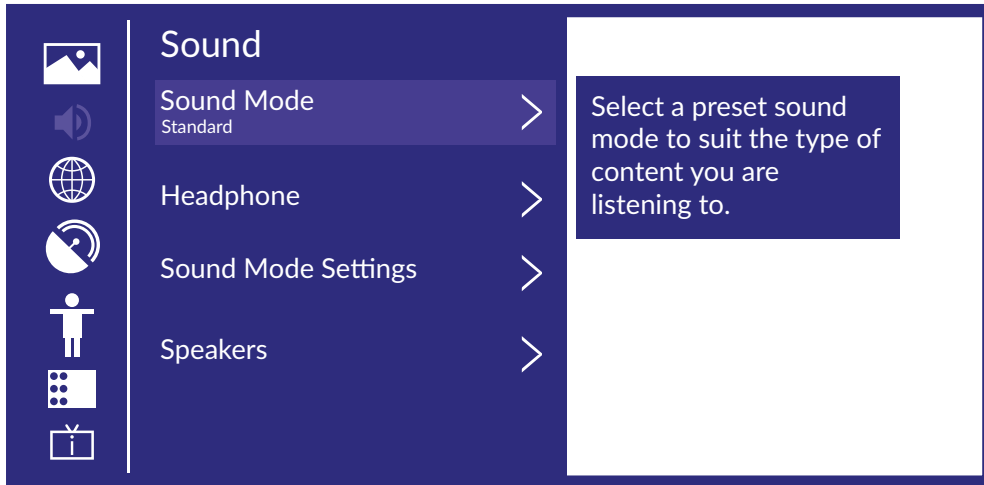 Sound
Sound Mode
Standard
Headphone
Sound Mode Settings
Speakers
Select a preset sound
mode to suit the type of
content you are
listening to.
i